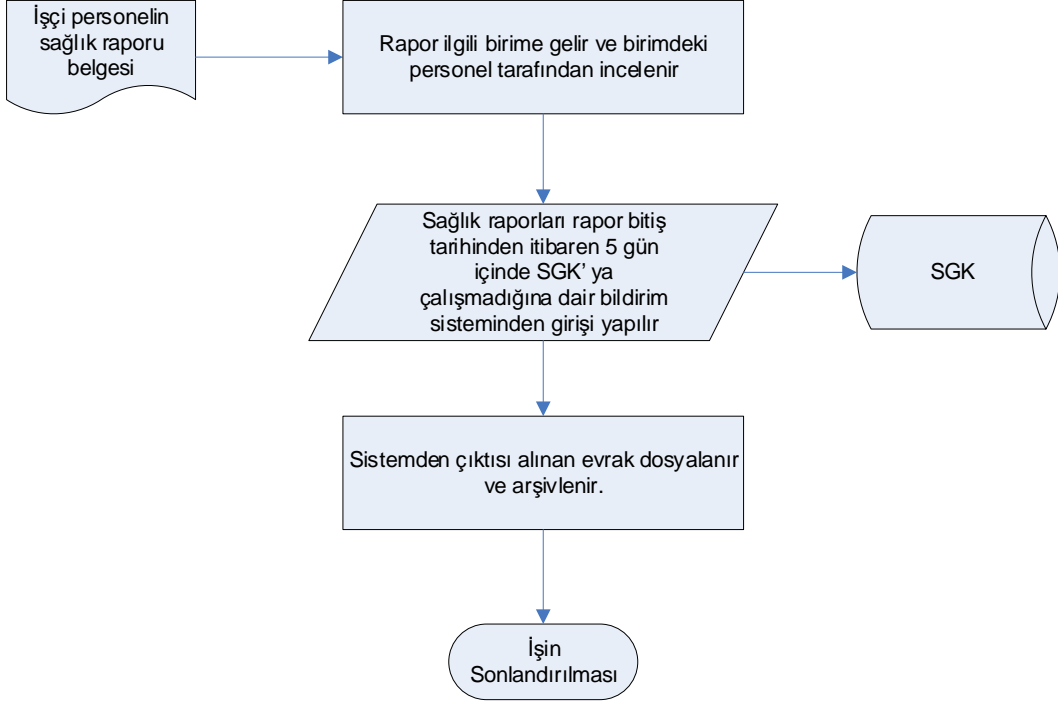 İşçi personelin
sağlık raporu
belgesi
Rapor ilgili birime gelir ve birimdeki
personel tarafından incelenir
Sağlık raporları rapor bitiş
tarihinden itibaren 5 gün
içinde SGK' ya
çalışmadığına dair bildirim
sisteminden girişi yapılır
SGK
Sistemden çıktısı alınan evrak dosyalanır
ve arşivlenir.
İşin
Sonlandırılması